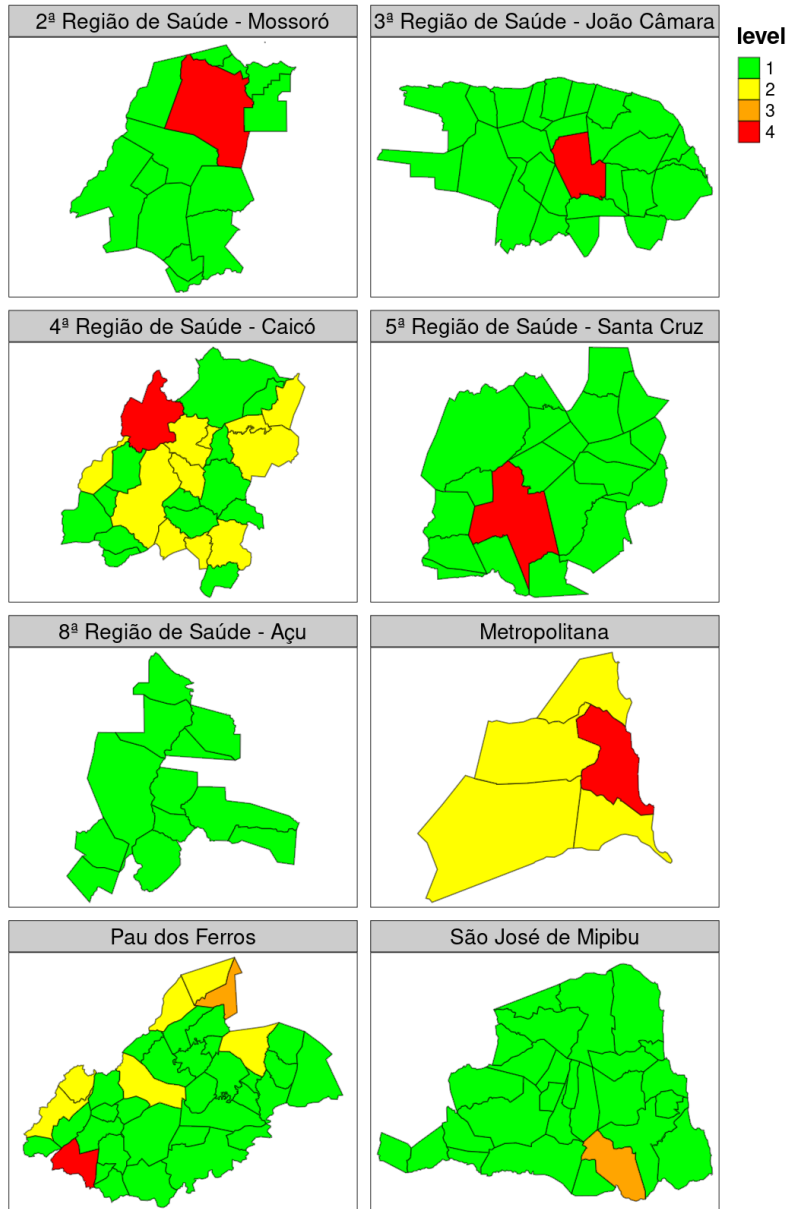 2ª Região de Saúde - Mossoró
3ª Região de Saúde - João Câmara
level
1
2
3
4
4ª Região de Saúde - Caicó
5ª Região de Saúde - Santa Cruz
8ª Região de Saúde - Açu
Metropolitana
Pau dos Ferros
São José de Mipibu